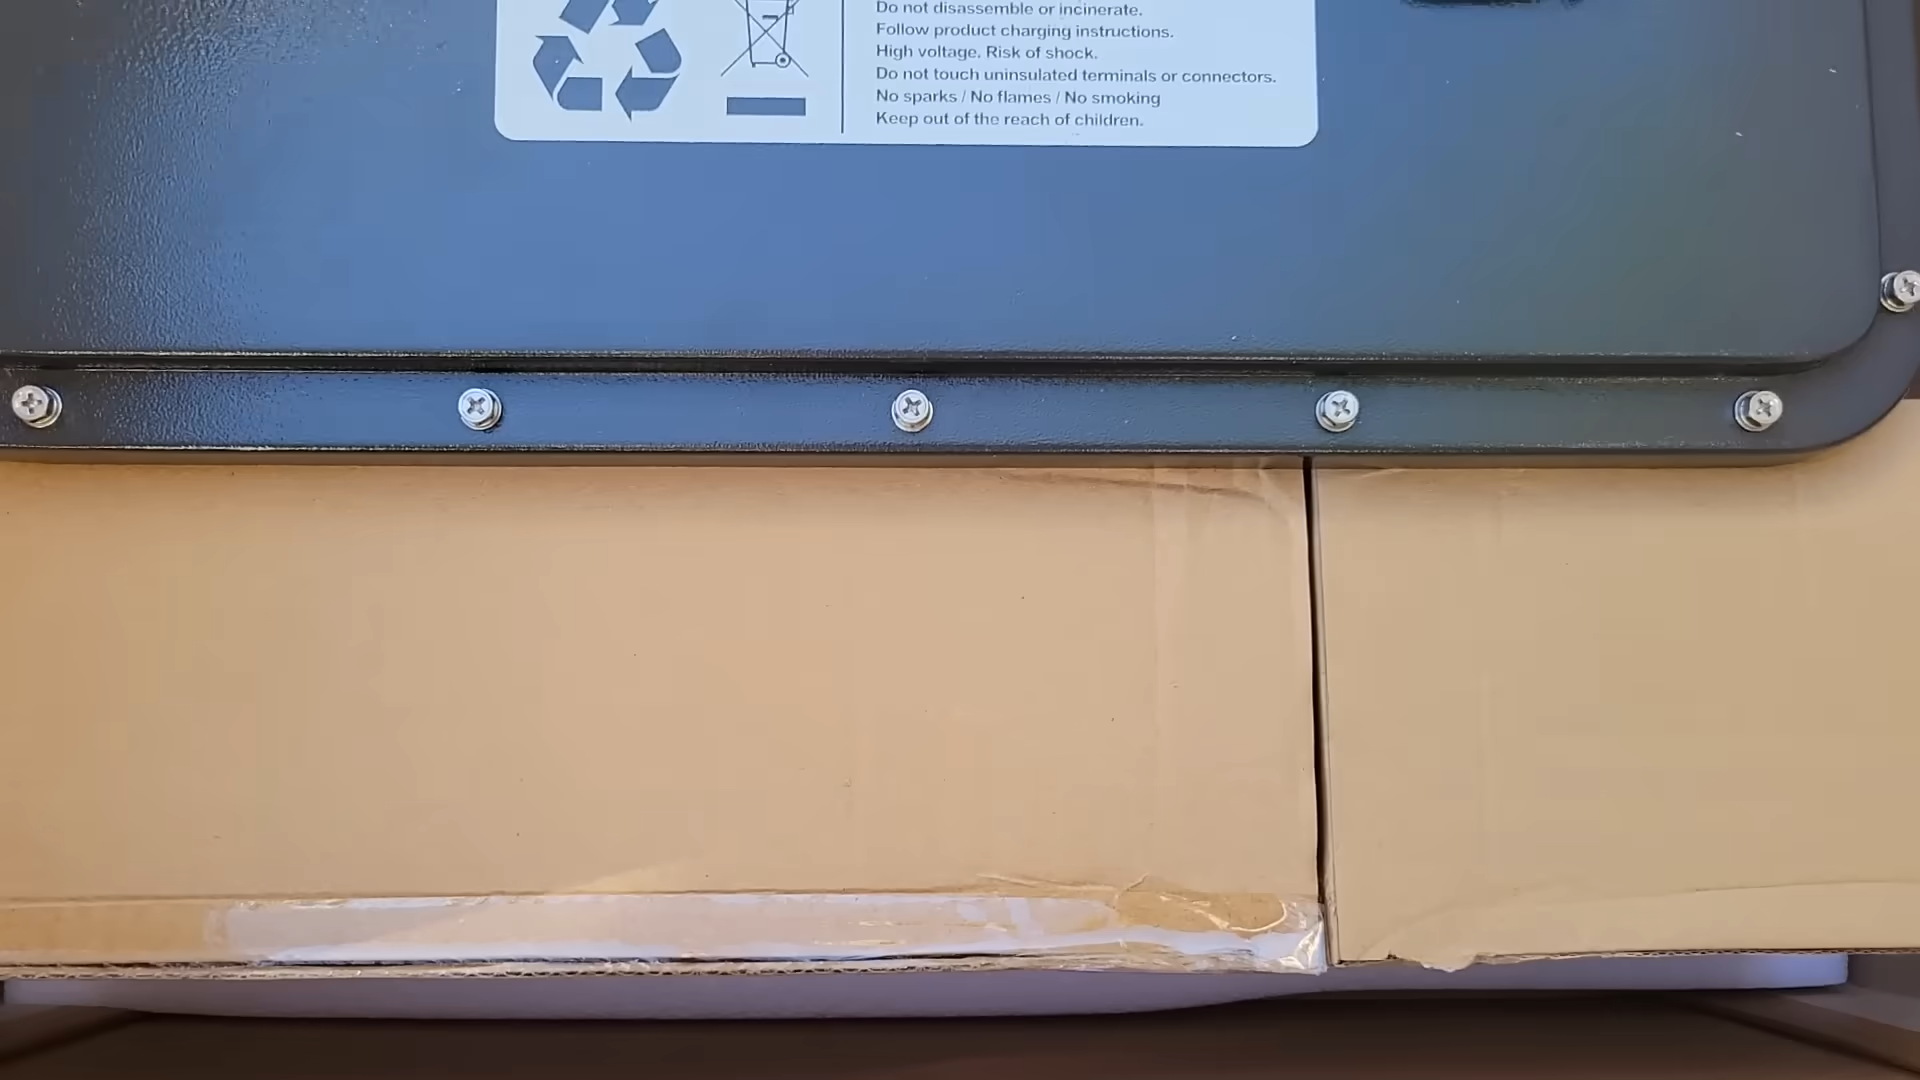 Do not disassemble or incinerate.
Follow product charging instructions.
High voltage. Risk of shock.
Do not touch uninsulated terminals or connectors.
No sparks / No flames / No smoking
Keep out of the reach of children.